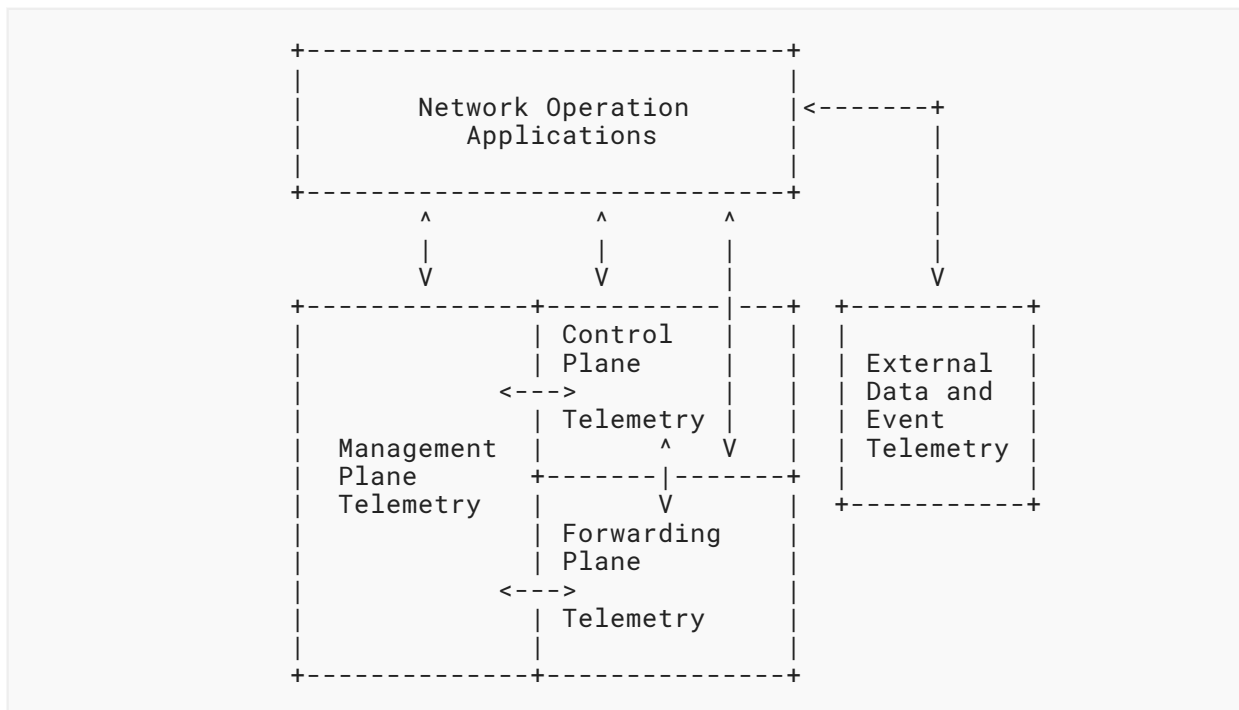 Network Operation
Applications
Control
Plane
Telemetry
Management
Plane
Telemetry
Forwarding
Plane
Telemetry
External
Data and
Event
Telemetry